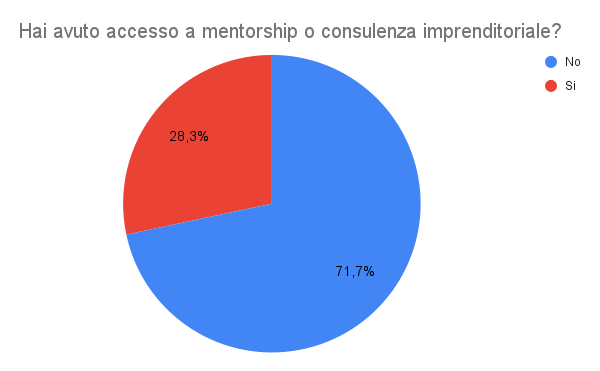 Hai avuto accesso a mentorship o consulenza imprenditoriale?
No
Si
28,3%
71,7%